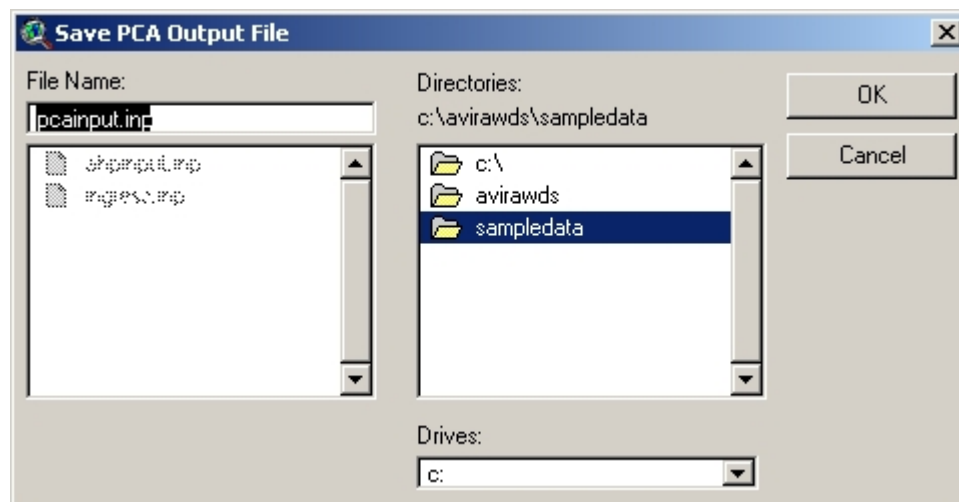 Save PCA Output File
File Name:
pcainput.inp
Directories:
c:\avirawds\sampledata
OK
Cancel
c:\
avirawds
sampledata
Drives:
c: